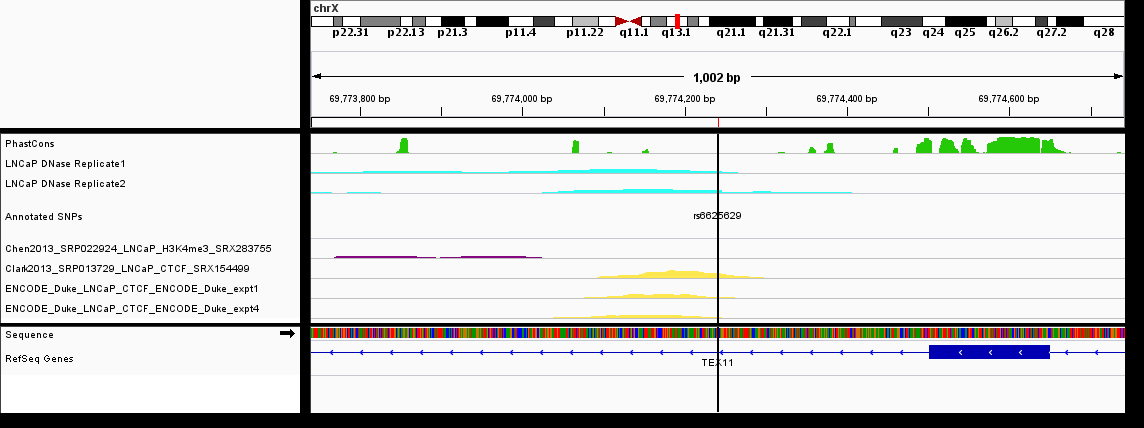 chrX
p22.31 p22.13 p21.3 p11.4 p11.22 q11.1 q13.1 q21.1 q21.31 q22.1 q23 q24 q25 q26.2 q27.2 q28
1,002 bp
69,773,800 bp 69,774,000 bp 69,774,200 bp 69,774,400 bp 69,774,600 bp
PhastCons
LNCaP DNase Replicate1
LNCaP DNase Replicate2
Annotated SNPs rs6625629
Chen2013_SRP022924_LNCaP_H3K4me3_SRX283755
Clark2013_SRP013729_LNCaP_CTCF_SRX154499
ENCODE_Duke_LNCaP_CTCF_ENCODE_Duke_expt1
ENCODE_Duke_LNCaP_CTCF_ENCODE_Duke_expt4
Sequence
RefSeq Genes
TEX11